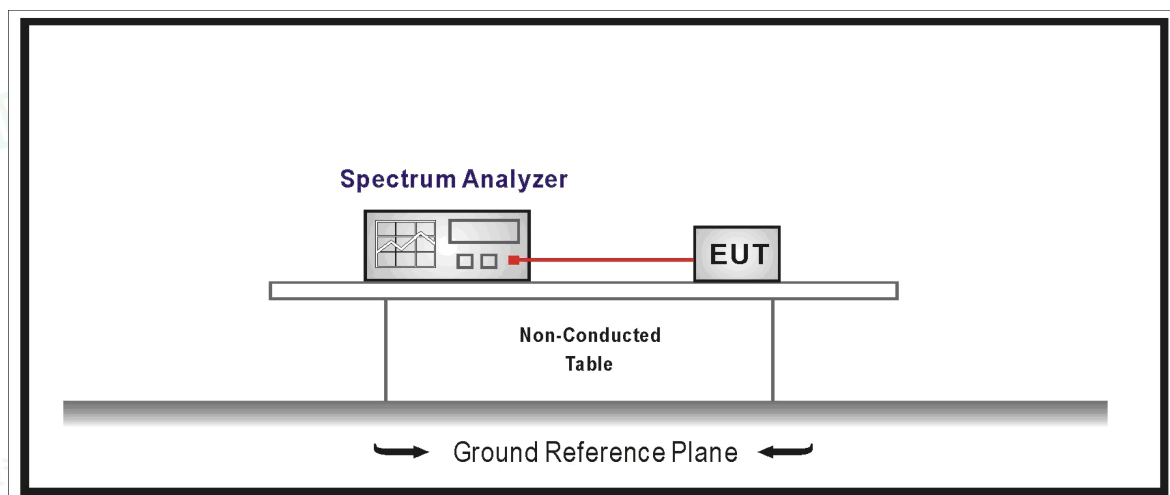 Spectrum Analyzer
EUT
Non-Conducted
Table
Ground Reference Plane